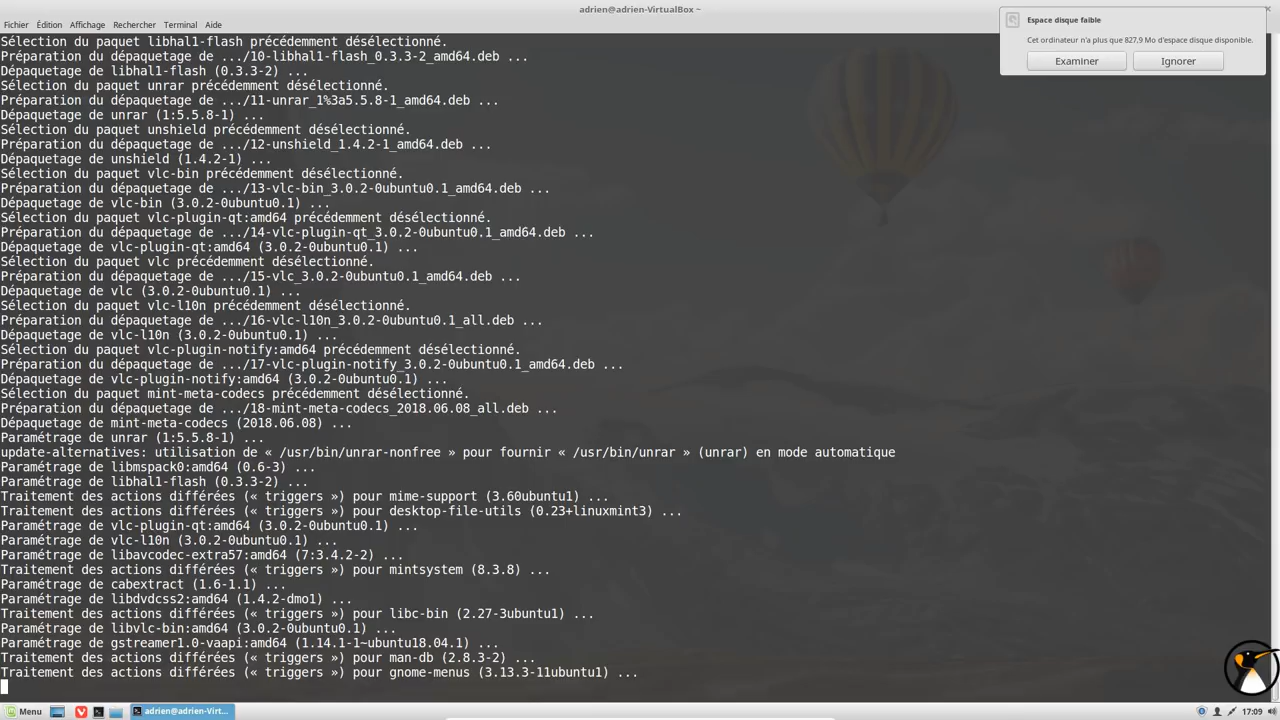 adrien@adrien-VirtualBox ~
Fichier Édition Affichage Rechercher Terminal Aide
Espace disque faible
Cet ordinateur n'a plus que 827,9 Mo d'espace disque disponible.
Examiner Ignorer
Sélection du paquet libhal1-flash précédemment désélectionné.
Préparation du dépaquetage de .../10-libhal1-flash_0.3.3-2_amd64.deb ...
Dépaquetage de libhal1-flash (0.3.3-2) ...
Sélection du paquet unrar précédemment désélectionné.
Préparation du dépaquetage de .../11-unrar_1%3a5.5.8-1_amd64.deb ...
Dépaquetage de unrar (1:5.5.8-1) ...
Sélection du paquet unshield précédemment désélectionné.
Préparation du dépaquetage de .../12-unshield_1.4.2-1_amd64.deb ...
Dépaquetage de unshield (1.4.2-1) ...
Sélection du paquet vlc-bin précédemment désélectionné.
Préparation du dépaquetage de .../13-vlc-bin_3.0.2-0ubuntu0.1_amd64.deb ...
Dépaquetage de vlc-bin (3.0.2-0ubuntu0.1) ...
Sélection du paquet vlc-plugin-qt:amd64 précédemment désélectionné.
Préparation du dépaquetage de .../14-vlc-plugin-qt_3.0.2-0ubuntu0.1_amd64.deb ...
Dépaquetage de vlc-plugin-qt:amd64 (3.0.2-0ubuntu0.1) ...
Sélection du paquet vlc précédemment désélectionné.
Préparation du dépaquetage de .../15-vlc_3.0.2-0ubuntu0.1_amd64.deb ...
Dépaquetage de vlc (3.0.2-0ubuntu0.1) ...
Sélection du paquet vlc-l10n précédemment désélectionné.
Préparation du dépaquetage de .../16-vlc-l10n_3.0.2-0ubuntu0.1_all.deb ...
Dépaquetage de vlc-l10n (3.0.2-0ubuntu0.1) ...
Sélection du paquet vlc-plugin-notify:amd64 précédemment désélectionné.
Préparation du dépaquetage de .../17-vlc-plugin-notify_3.0.2-0ubuntu0.1_amd64.deb ...
Dépaquetage de vlc-plugin-notify:amd64 (3.0.2-0ubuntu0.1) ...
Sélection du paquet mint-meta-codecs précédemment désélectionné.
Préparation du dépaquetage de .../18-mint-meta-codecs_2018.06.08_all.deb ...
Dépaquetage de mint-meta-codecs (2018.06.08) ...
Paramétrage de unrar (1:5.5.8-1) ...
update-alternatives: utilisation de « /usr/bin/unrar-nonfree » pour fournir « /usr/bin/unrar » (unrar) en mode automatique
Paramétrage de libmspack0:amd64 (0.6-3) ...
Paramétrage de libhal1-flash (0.3.3-2) ...
Traitement des actions différées (« triggers ») pour mime-support (3.60ubuntu1) ...
Traitement des actions différées (« triggers ») pour desktop-file-utils (0.23+linuxmint3) ...
Paramétrage de vlc-plugin-qt:amd64 (3.0.2-0ubuntu0.1) ...
Paramétrage de vlc-l10n (3.0.2-0ubuntu0.1) ...
Paramétrage de libavcodec-extra57:amd64 (7:3.4.2-2) ...
Traitement des actions différées (« triggers ») pour mintsystem (8.3.8) ...
Paramétrage de cabextract (1.6-1.1) ...
Paramétrage de libdvdcss2:amd64 (1.4.2-dmo1) ...
Traitement des actions différées (« triggers ») pour libc-bin (2.27-3ubuntu1) ...
Paramétrage de libvlc-bin:amd64 (3.0.2-0ubuntu0.1) ...
Paramétrage de gstreamer1.0-vaapi:amd64 (1.14.1-1~ubuntu18.04.1) ...
Traitement des actions différées (« triggers ») pour man-db (2.8.3-2) ...
Traitement des actions différées (« triggers ») pour gnome-menus (3.13.3-11ubuntu1) ...
Menu adrien@adrien-Virt... 17:09